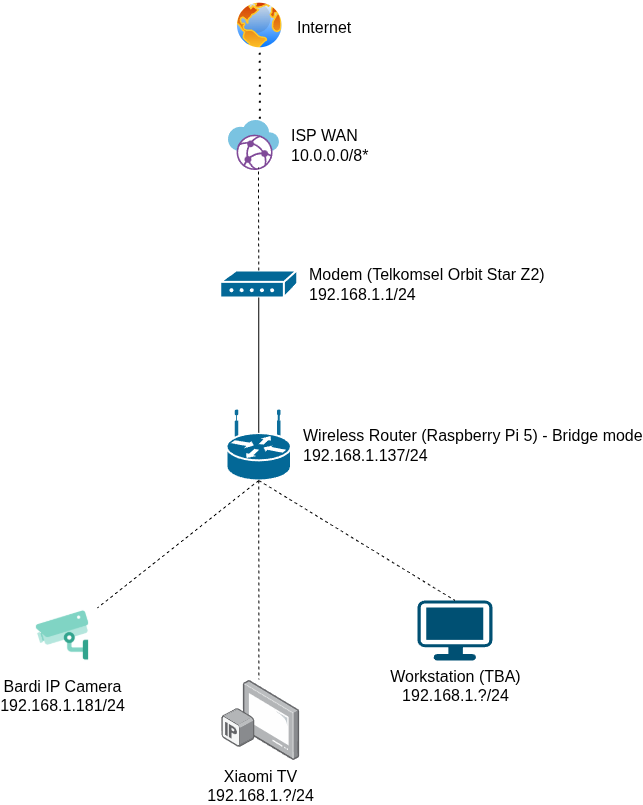 Internet
ISP WAN
10.0.0.0/8*
Modem (Telkomsel Orbit Star Z2)
192.168.1.1/24
Wireless Router (Raspberry Pi 5) - Bridge mode
192.168.1.137/24
Bardi IP Camera
192.168.1.181/24
Workstation (TBA)
192.168.1.?/24
IP
Xiaomi TV
192.168.1.?/24